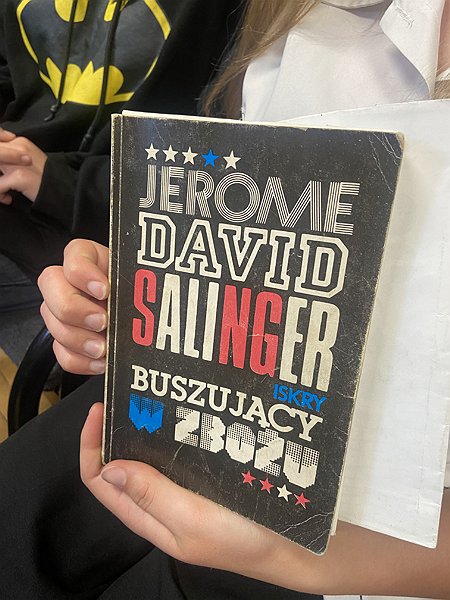 JEROME
DAVID
SALINGER
ISKRY
BUSZUJĄCY
W ZBOŻU